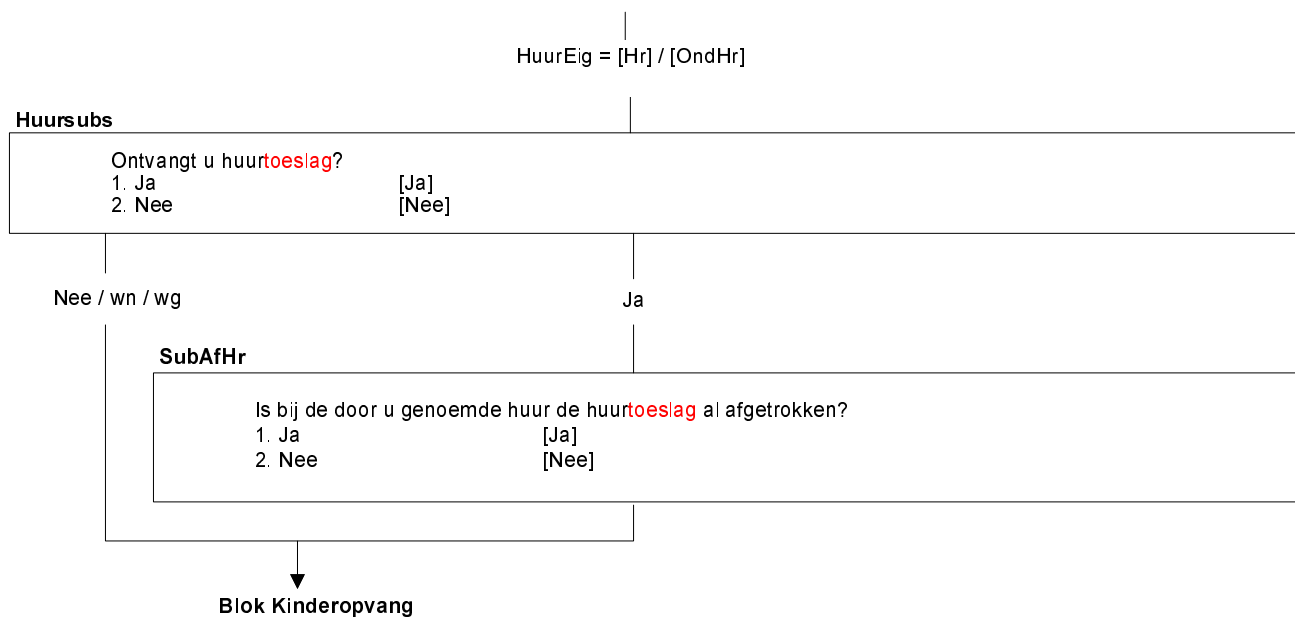 HuurEig = [Hr] / [OndHr]
Huursubs
Ontvangt u huurtoeslag?
1. Ja [Ja]
2. Nee [Nee]
Nee / wn / wg Ja
SubAfHr
Is bij de door u genoemde huur de huurtoeslag al afgetrokken?
1. Ja [Ja]
2. Nee [Nee]
Blok Kinderopvang